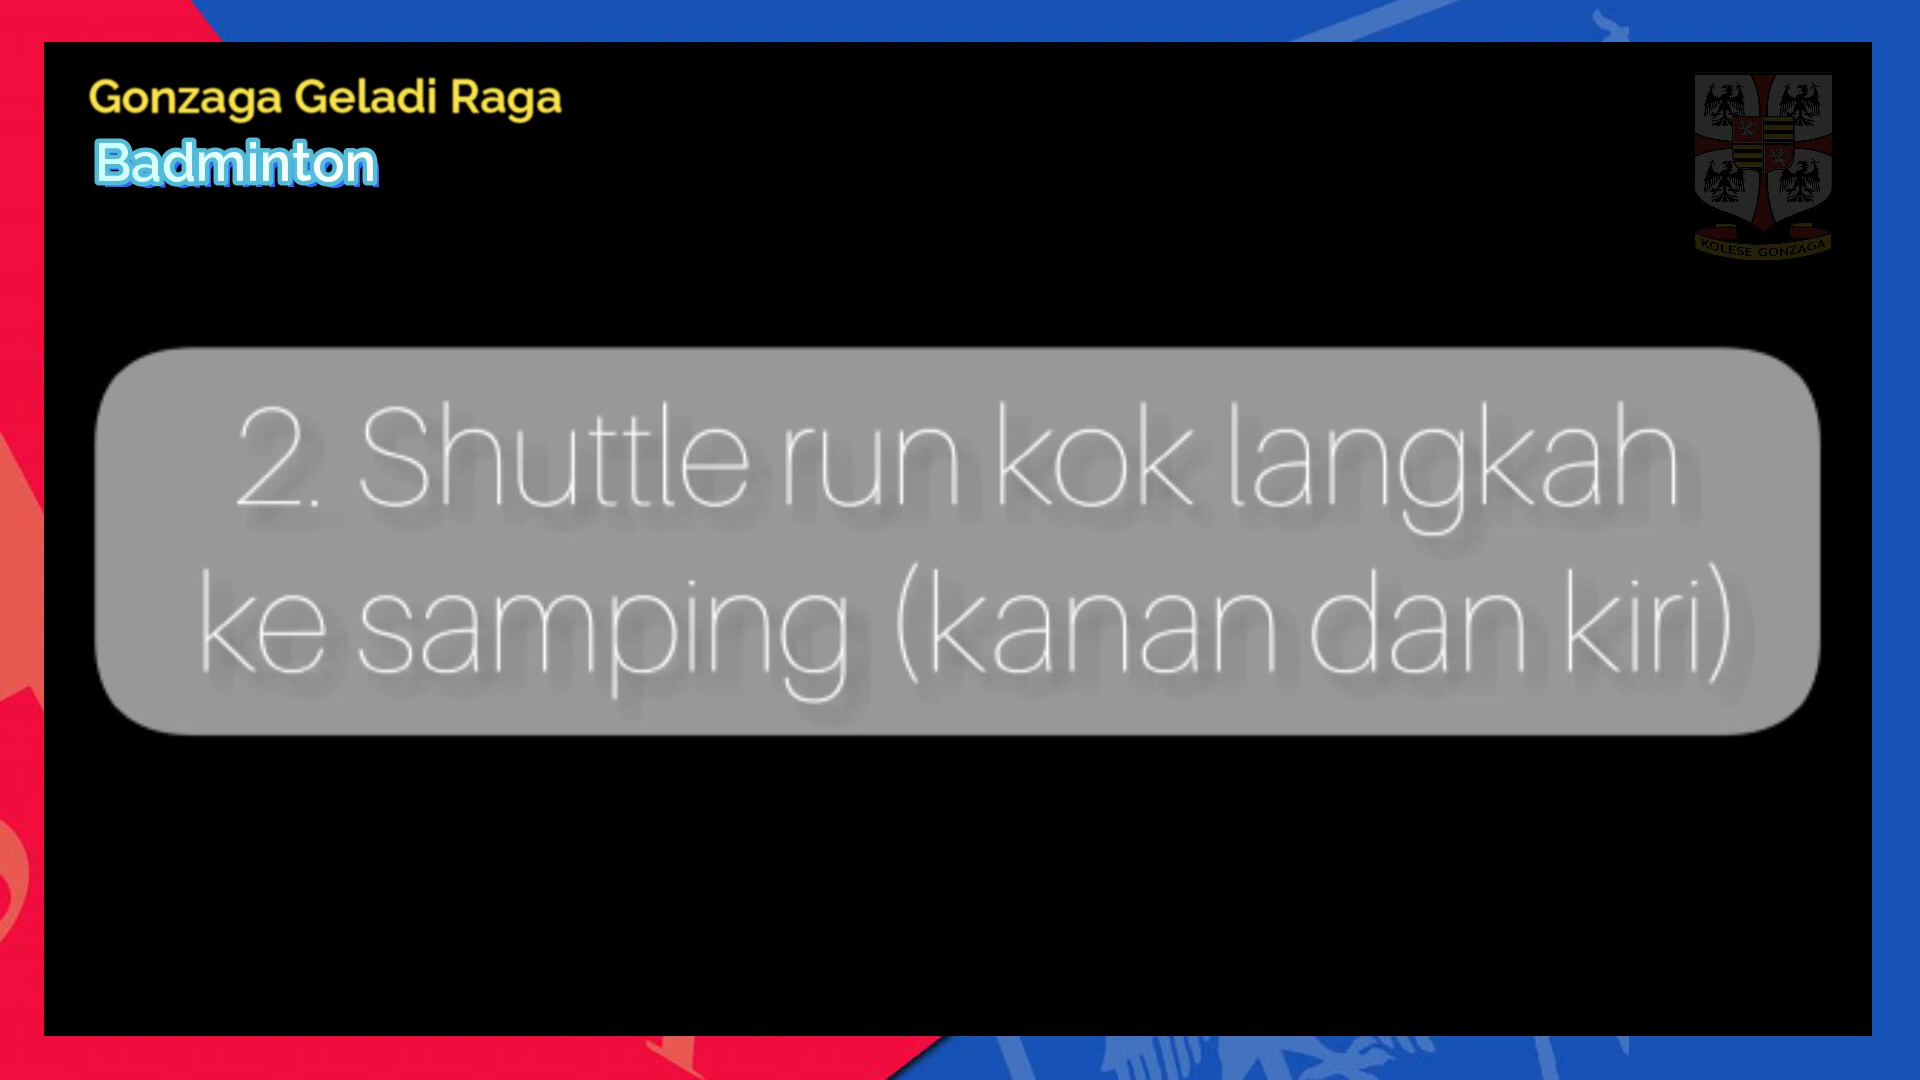 Gonzaga Geladi Raga
Badminton
KOLESE GONZAGA
2. Shuttle run kok langkah
ke samping (kanan dan kiri)